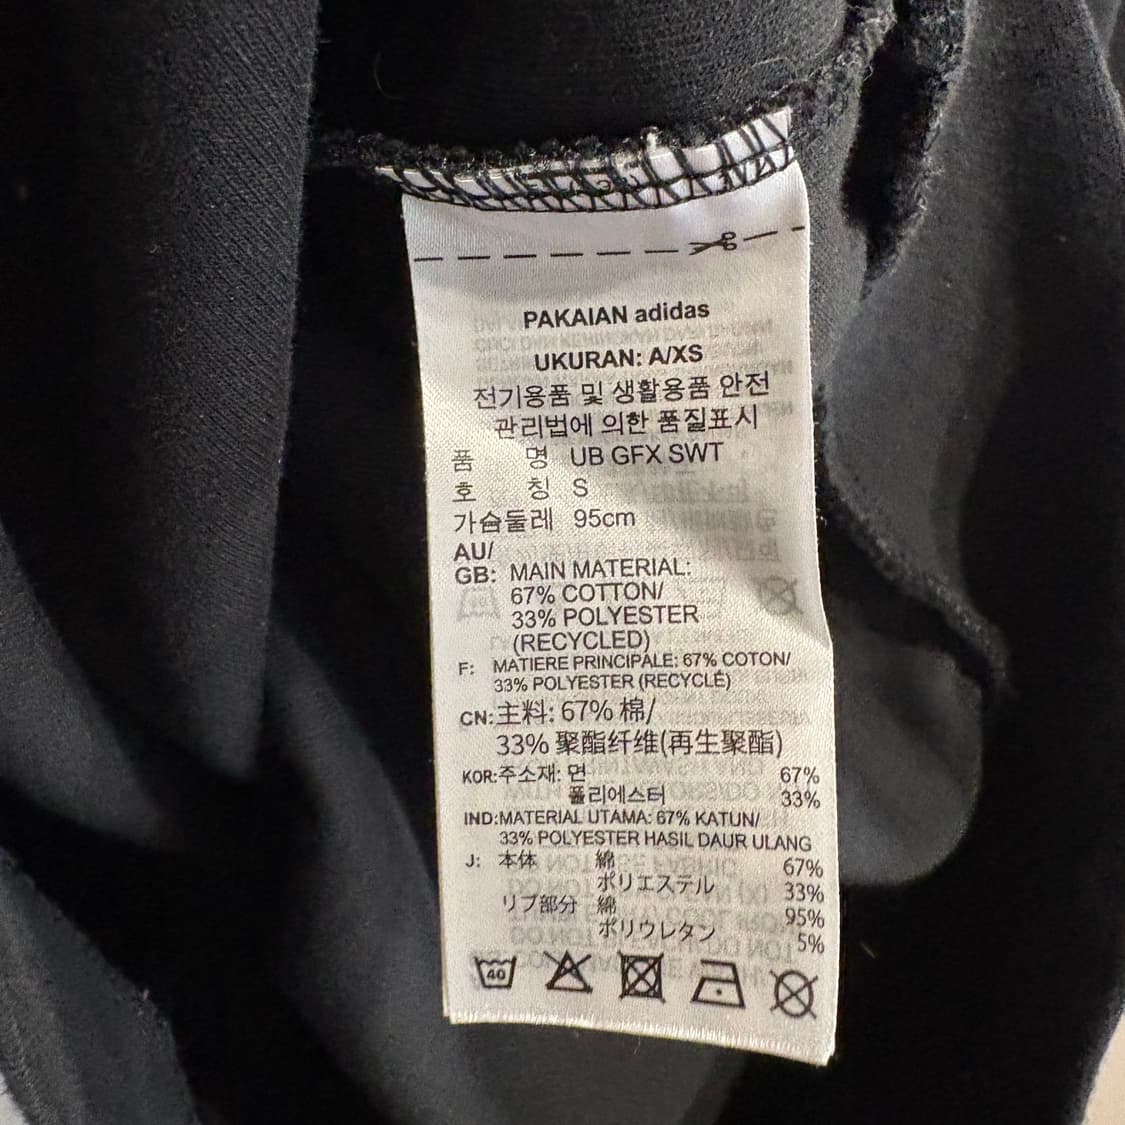 PAKAIAN adidas
UKURAN: A/XS
전기용품 및 생활용품 안전
관리법에 의한 품질표시
품 명 UB GFX SWT
호 칭 S
가슴둘레 95cm
AU/
GB: MAIN MATERIAL:
67% COTTON/
33% POLYESTER
(RECYCLED)
F: MATIERE PRINCIPALE: 67% COTON/
33% POLYESTER (RECYCLÉ)
CN: 主料: 67% 棉/
33% 聚酯纤维(再生聚酯)
KOR: 주소재: 면 67%
폴리에스터 33%
IND: MATERIAL UTAMA: 67% KATUN/
33% POLYESTER HASIL DAUR ULANG
J: 本体 綿 67%
ポリエステル 33%
リブ部分 綿 95%
ポリウレタン 5%
40